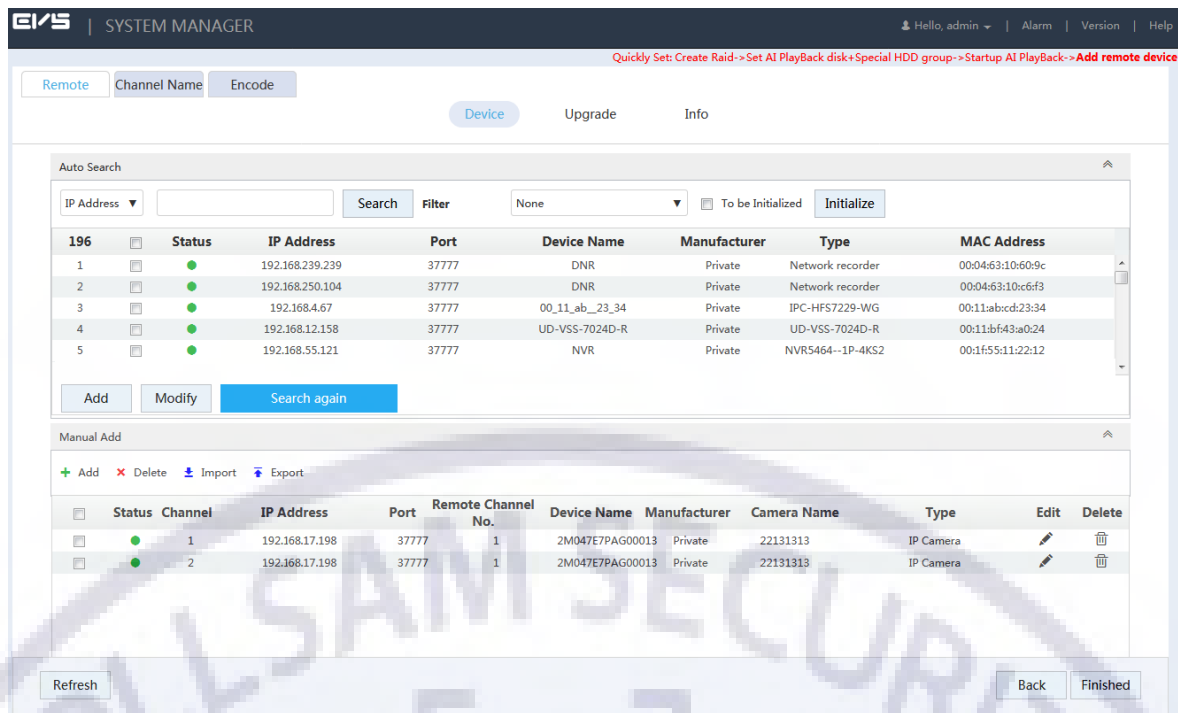 EIVS | SYSTEM MANAGER Hello, admin | Alarm | Version | Help
Quickly Set: Create Raid->Set AI PlayBack disk+Special HDD group->Startup AI PlayBack->Add remote device
Remote Channel Name Encode
Device Upgrade Info
Auto Search
IP Address ▼ Search Filter None ▼ To be Initialized Initialize
196 Status IP Address Port Device Name Manufacturer Type MAC Address
1 192.168.239.239 37777 DNR Private Network recorder 00:04:63:10:60:9c
2 192.168.250.104 37777 DNR Private Network recorder 00:04:63:10:c6:f3
3 192.168.4.67 37777 00_11_ab__23_34 Private IPC-HFS7229-WG 00:11:ab:cd:23:34
4 192.168.12.158 37777 UD-VSS-7024D-R Private UD-VSS-7024D-R 00:11:bf:43:a0:24
5 192.168.55.121 37777 NVR Private NVR5464--1P-4KS2 00:1f:55:11:22:12
Add Modify Search again
Manual Add
+ Add × Delete Import Export
Status Channel IP Address Port Remote Channel No. Device Name Manufacturer Camera Name Type Edit Delete
1 192.168.17.198 37777 1 2M047E7PAG00013 Private 22131313 IP Camera
2 192.168.17.198 37777 1 2M047E7PAG00013 Private 22131313 IP Camera
SAM SECUR
Refresh Back Finished